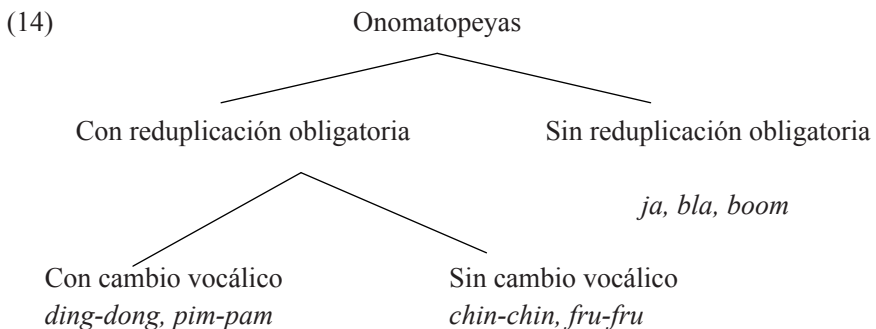 (14) Onomatopeyas
Con reduplicación obligatoria Sin reduplicación obligatoria
ja, bla, boom
Con cambio vocálico Sin cambio vocálico
ding-dong, pim-pam chin-chin, fru-fru